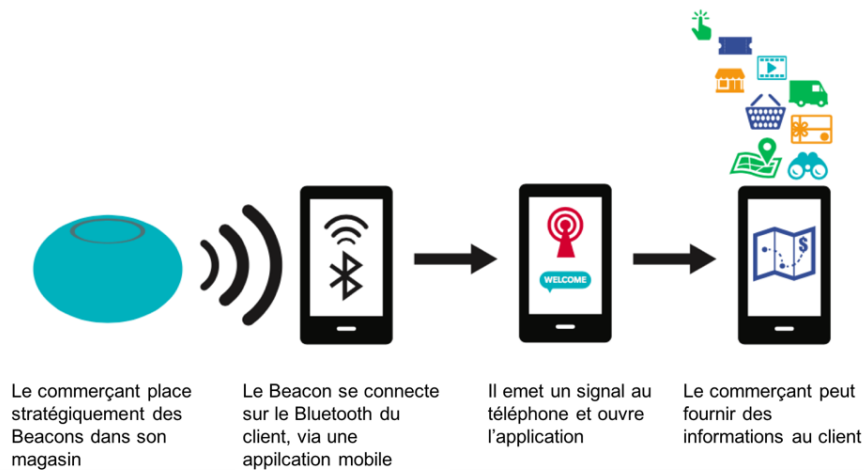 WELCOME
$
Le commerçant place
stratégiquement des
Beacons dans son
magasin
Le Beacon se connecte
sur le Bluetooth du
client, via une
appilcation mobile
Il emet un signal au
téléphone et ouvre
l'application
Le commerçant peut
fournir des
informations au client